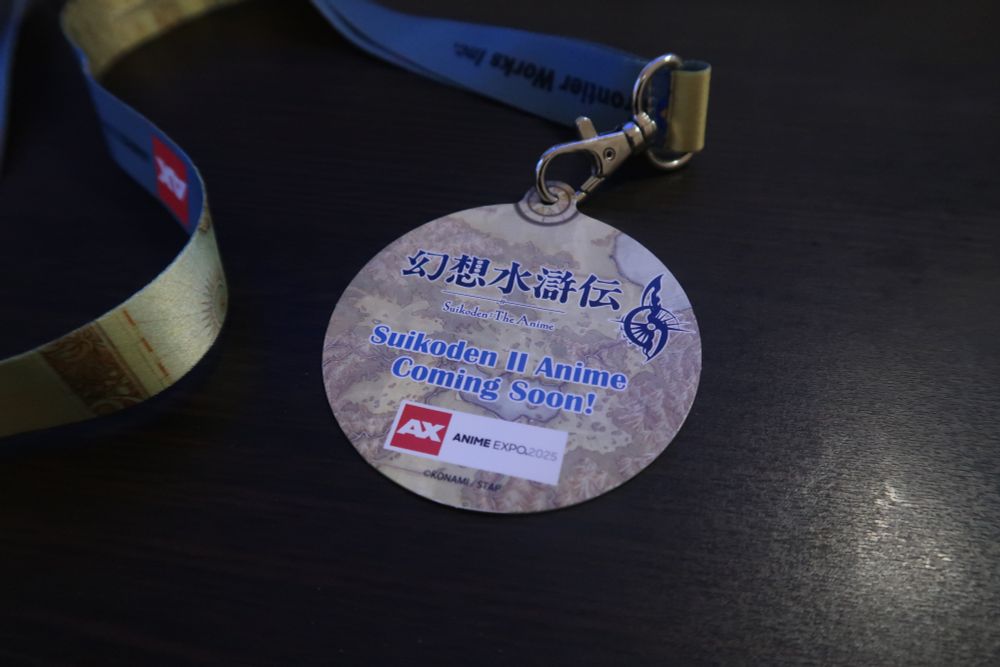 Frontier Works Inc.
AX
幻想水滸伝
Suikoden: The Anime
Suikoden II Anime
Coming Soon!
AX ANIME EXPO 2025
©KONAMI / STAP